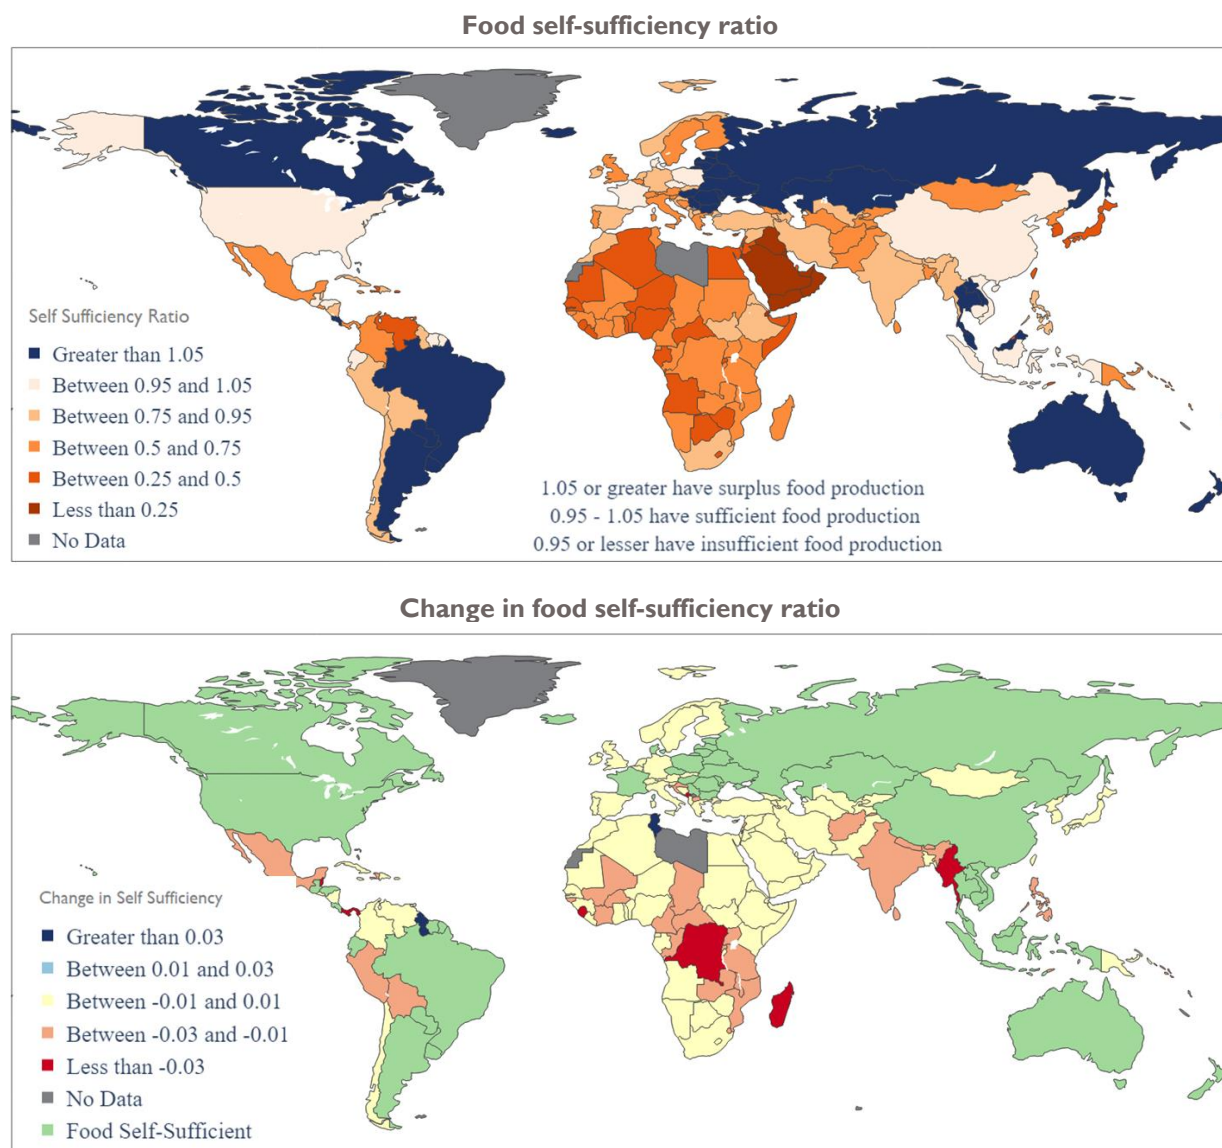 Food self-sufficiency ratio
Self Sufficiency Ratio
Greater than 1.05
Between 0.95 and 1.05
Between 0.75 and 0.95
Between 0.5 and 0.75
Between 0.25 and 0.5
Less than 0.25
No Data
1.05 or greater have surplus food production
0.95 - 1.05 have sufficient food production
0.95 or lesser have insufficient food production
Change in food self-sufficiency ratio
Change in Self Sufficiency
Greater than 0.03
Between 0.01 and 0.03
Between -0.01 and 0.01
Between -0.03 and -0.01
Less than -0.03
No Data
Food Self-Sufficient